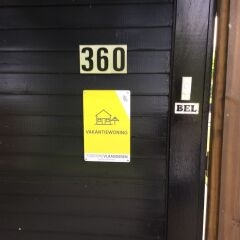 360
BEL
VAKANTIEWONING
TOERISME VLAANDEREN